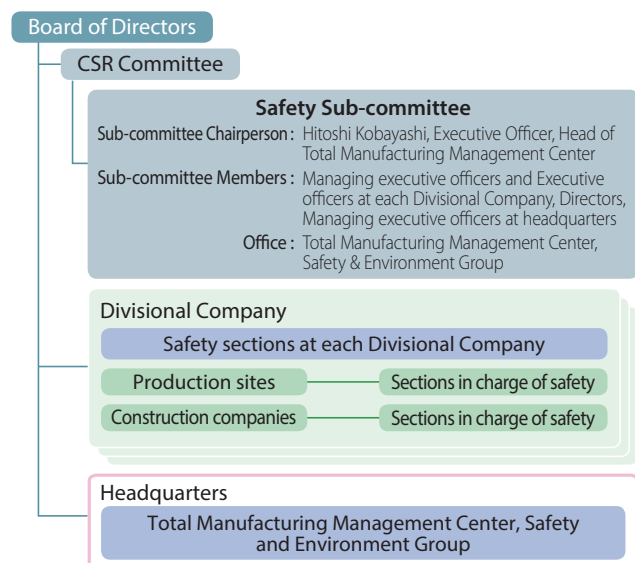 Board of Directors
CSR Committee
Safety Sub-committee
Sub-committee Chairperson : Hitoshi Kobayashi, Executive Officer, Head of
Total Manufacturing Management Center
Sub-committee Members : Managing executive officers and Executive
officers at each Divisional Company, Directors,
Managing executive officers at headquarters
Office : Total Manufacturing Management Center,
Safety & Environment Group
Divisional Company
Safety sections at each Divisional Company
Production sites Sections in charge of safety
Construction companies Sections in charge of safety
Headquarters
Total Manufacturing Management Center, Safety
and Environment Group